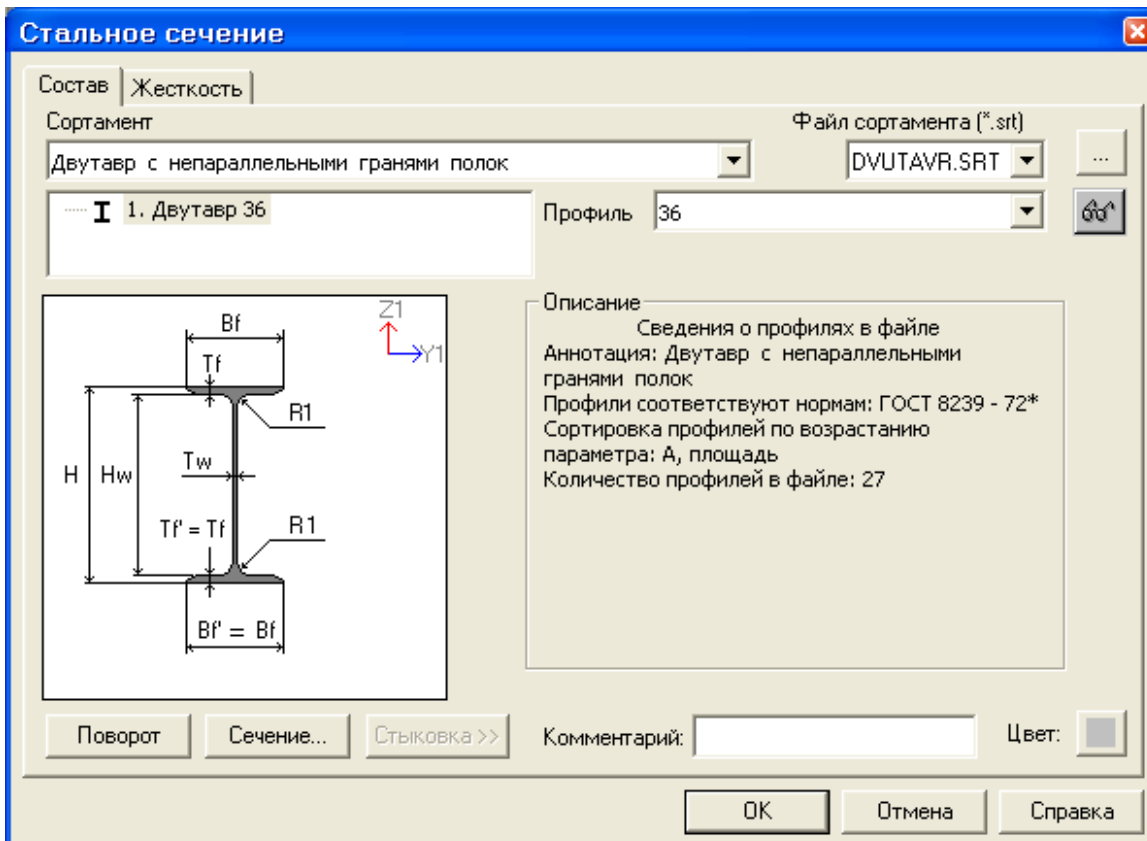 Стальное сечение
Состав
Жесткость
Сортамент
Файл сортамента (*.srt)
Двутавр с непараллельными гранями полок
DVUTAVR.SRT
...
1. Двутавр 36
Профиль
36
Bf
Z1
Y1
Tf
R1
H
Hw
Tw
Tf' = Tf
R1
Bf' = Bf
Описание
Сведения о профилях в файле
Аннотация: Двутавр с непараллельными
гранями полок
Профили соответствуют нормам: ГОСТ 8239 - 72*
Сортировка профилей по возрастанию
параметра: А, площадь
Количество профилей в файле: 27
Поворот
Сечение...
Стыковка >>
Комментарий:
Цвет:
OK
Отмена
Справка